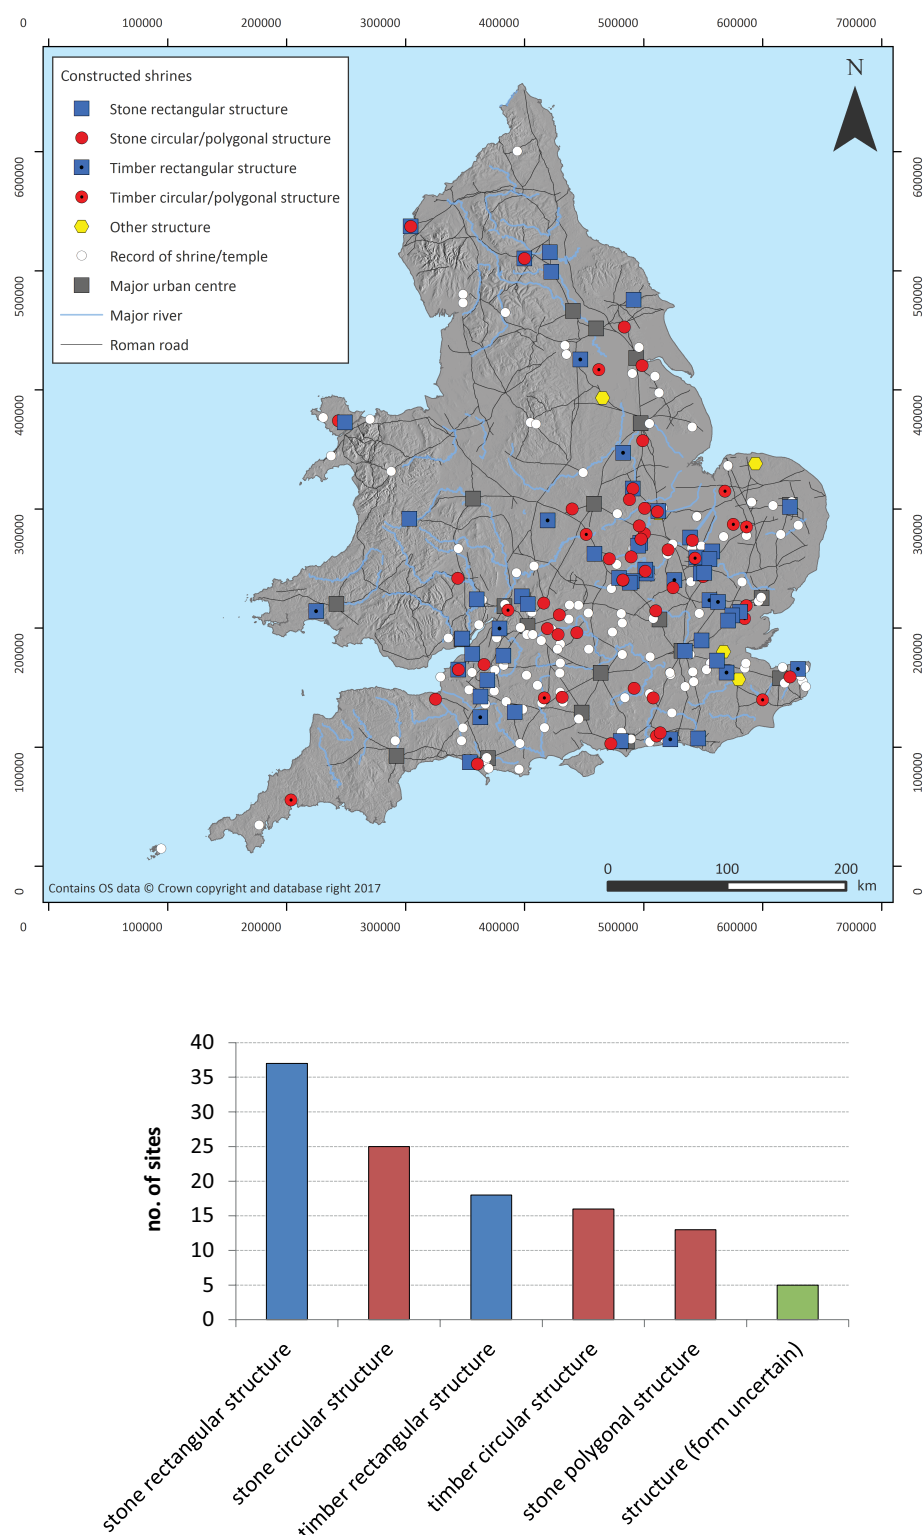 0 100000 200000 300000 400000 500000 600000 700000
N
Constructed shrines
Stone rectangular structure
Stone circular/polygonal structure
Timber rectangular structure
Timber circular/polygonal structure
Other structure
Record of shrine/temple
Major urban centre
Major river
Roman road
600000 600000
500000 500000
400000 400000
300000 300000
200000 200000
100000 100000
0 0
0 100 200
km
Contains OS data © Crown copyright and database right 2017
0 100000 200000 300000 400000 500000 600000 700000
40
35
30
25
20
15
10
5
0
no. of sites
stone rectangular structure
stone circular structure
timber rectangular structure
timber circular structure
stone polygonal structure
structure (form uncertain)